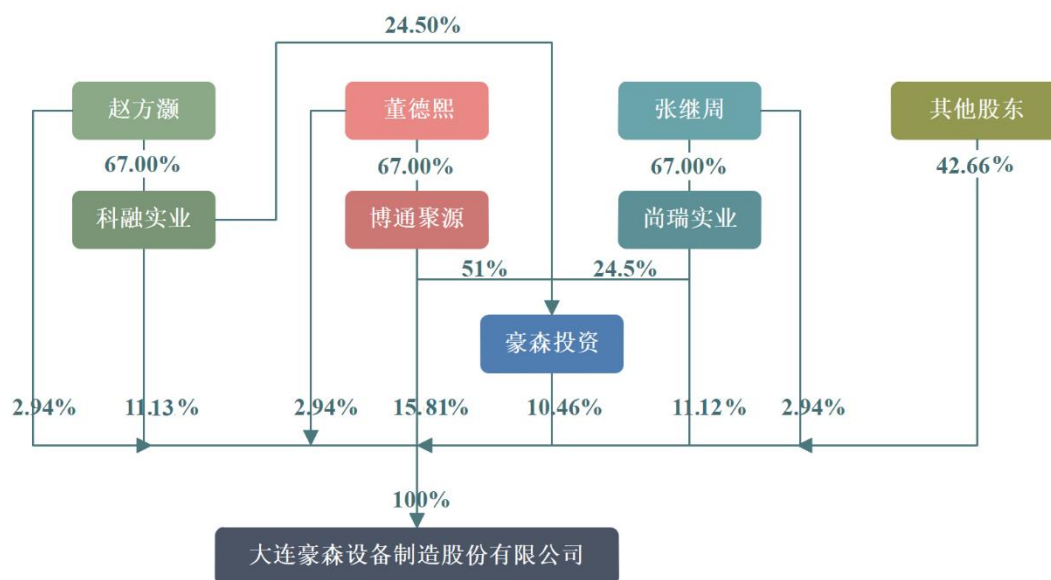 24.50%
赵方灏
董德熙
张继周
其他股东
67.00%
67.00%
67.00%
42.66%
科融实业
博通聚源
尚瑞实业
51%
24.5%
豪森投资
2.94%
11.13%
2.94%
15.81%
10.46%
11.12%
2.94%
100%
大连豪森设备制造股份有限公司